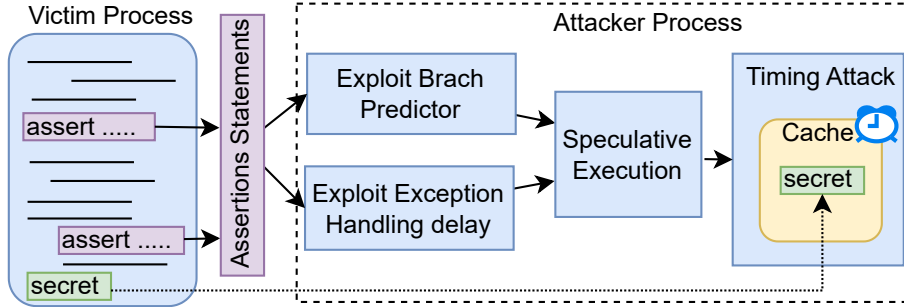 Victim Process
assert .....
assert .....
secret
Assertions Statements
Attacker Process
Exploit Brach
Predictor
Exploit Exception
Handling delay
Speculative
Execution
Timing Attack
Cache
secret